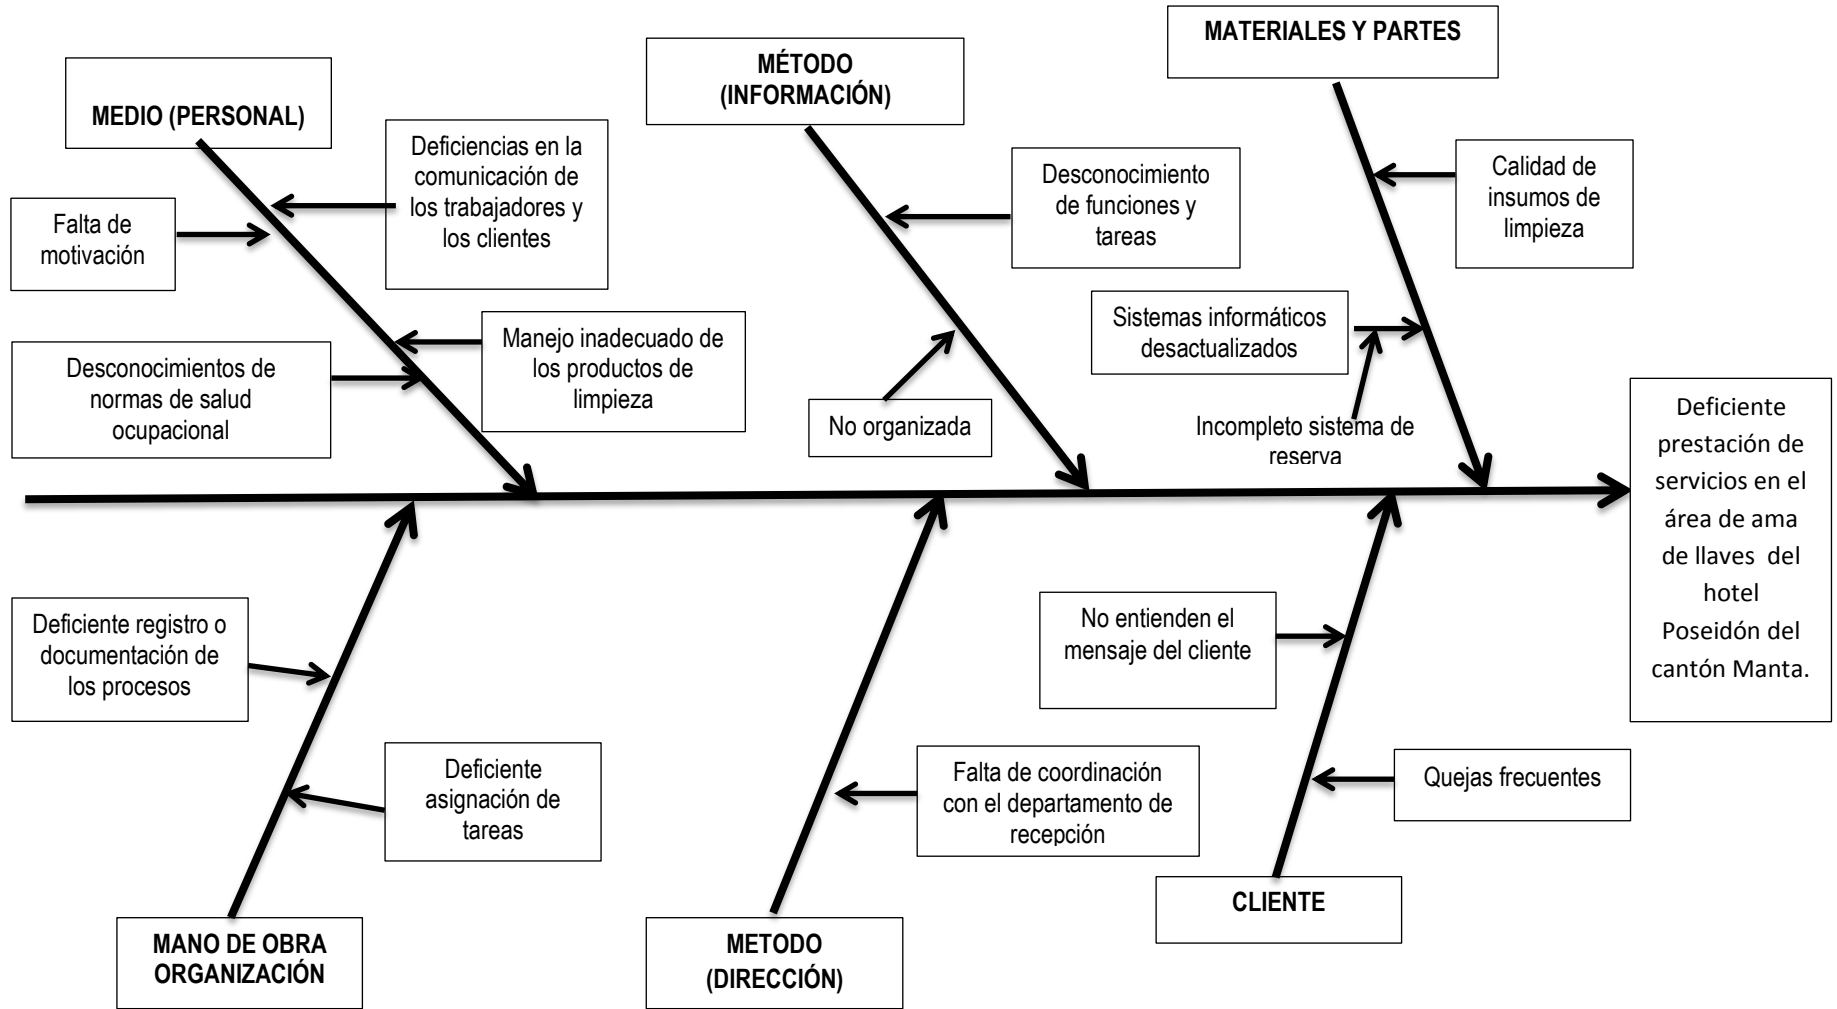 MEDIO (PERSONAL)
MÉTODO
(INFORMACIÓN)
MATERIALES Y PARTES
Falta de
motivación
Deficiencias en la
comunicación de
los trabajadores y
los clientes
Desconocimientos de
normas de salud
ocupacional
Manejo inadecuado de
los productos de
limpieza
Desconocimiento
de funciones y
tareas
No organizada
Calidad de
insumos de
limpieza
Sistemas informáticos
desactualizados
Incompleto sistema de
reserva
Deficiente
prestación de
servicios en el
área de ama
de llaves  del
hotel
Poseidón del
cantón Manta.
Deficiente registro o
documentación de
los procesos
Deficiente
asignación de
tareas
Falta de coordinación
con el departamento de
recepción
No entienden el
mensaje del cliente
Quejas frecuentes
MANO DE OBRA
ORGANIZACIÓN
METODO
(DIRECCIÓN)
CLIENTE